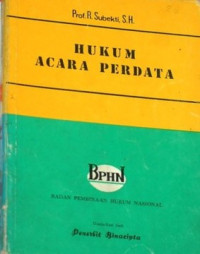 Prof. R. Subekti, S.H.
HUKUM
ACARA PERDATA
BPHN
BADAN PEMBINAAN HUKUM NASIONAL
Penerbit Binacipta